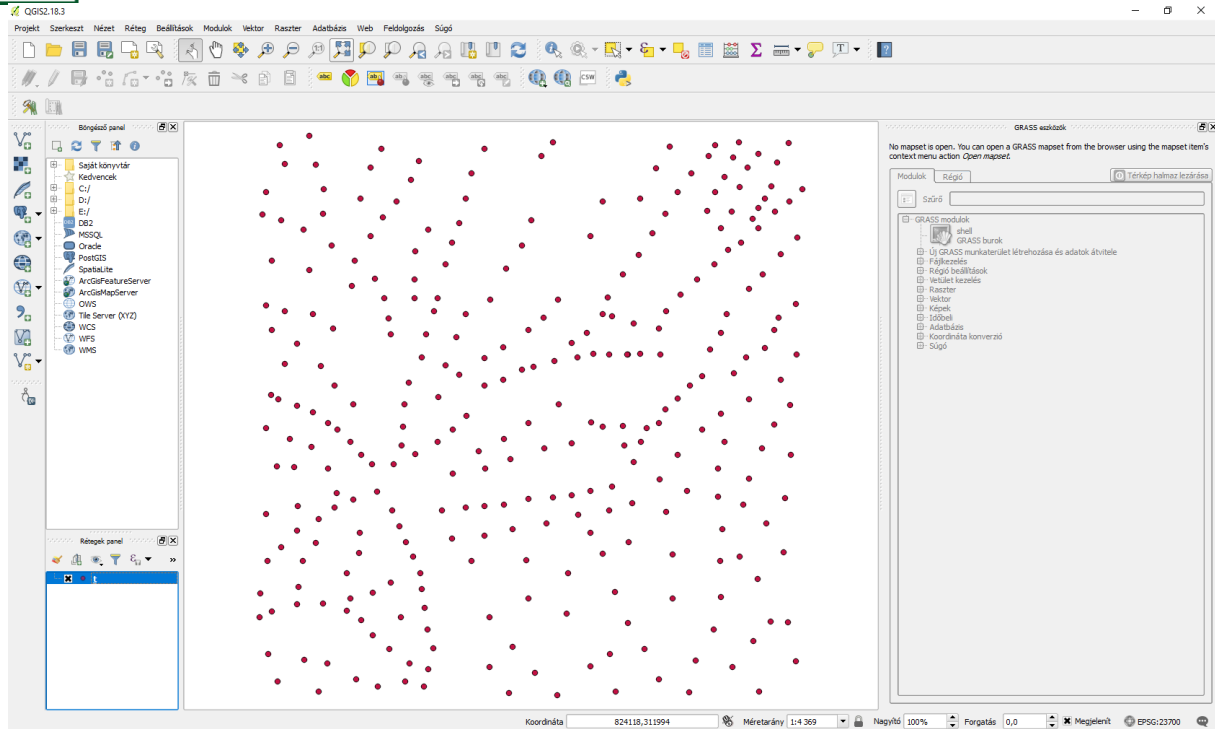 QGIS2.18.3
Projekt Szerkeszt Nézet Réteg Beállítások Modulok Vektor Raszter Adatbázis Web Feldolgozás Súgó
abc abc CSW
Böngésző panel
Saját könyvtár
Kedvencek
C:/
D:/
E:/
DB2
MSSQL
Oracle
PostGIS
SpatiaLite
ArcGisFeatureServer
ArcGisMapServer
OWS
Tile Server (XYZ)
WCS
WFS
WMS
Rétegek panel
t
GRASS eszközök
No mapset is open. You can open a GRASS mapset from the browser using the mapset item's
context menu action Open mapset.
Modulok Régió Térkép halmaz lezárása
Szűrő
GRASS modulok
shell
GRASS burok
Új GRASS munkaterület létrehozása és adatok átvitele
Fájlkezelés
Régió beállítások
Vetület kezelés
Raszter
Vektor
Képek
Időbeli
Adatbázis
Koordináta konverzió
Súgó
Koordináta 824118,311994 Méretarány 1:4 369 Nagyító 100% Forgatás 0,0 Megjelenít EPSG:23700